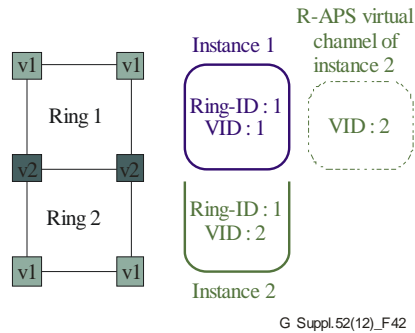 Instance 1
R-APS virtual
channel of
instance 2
v1
v1
Ring 1
Ring-ID : 1
VID : 1
VID : 2
v2
v2
Ring 2
Ring-ID : 1
VID : 2
v1
v1
Instance 2
G Suppl.52(12)_F42